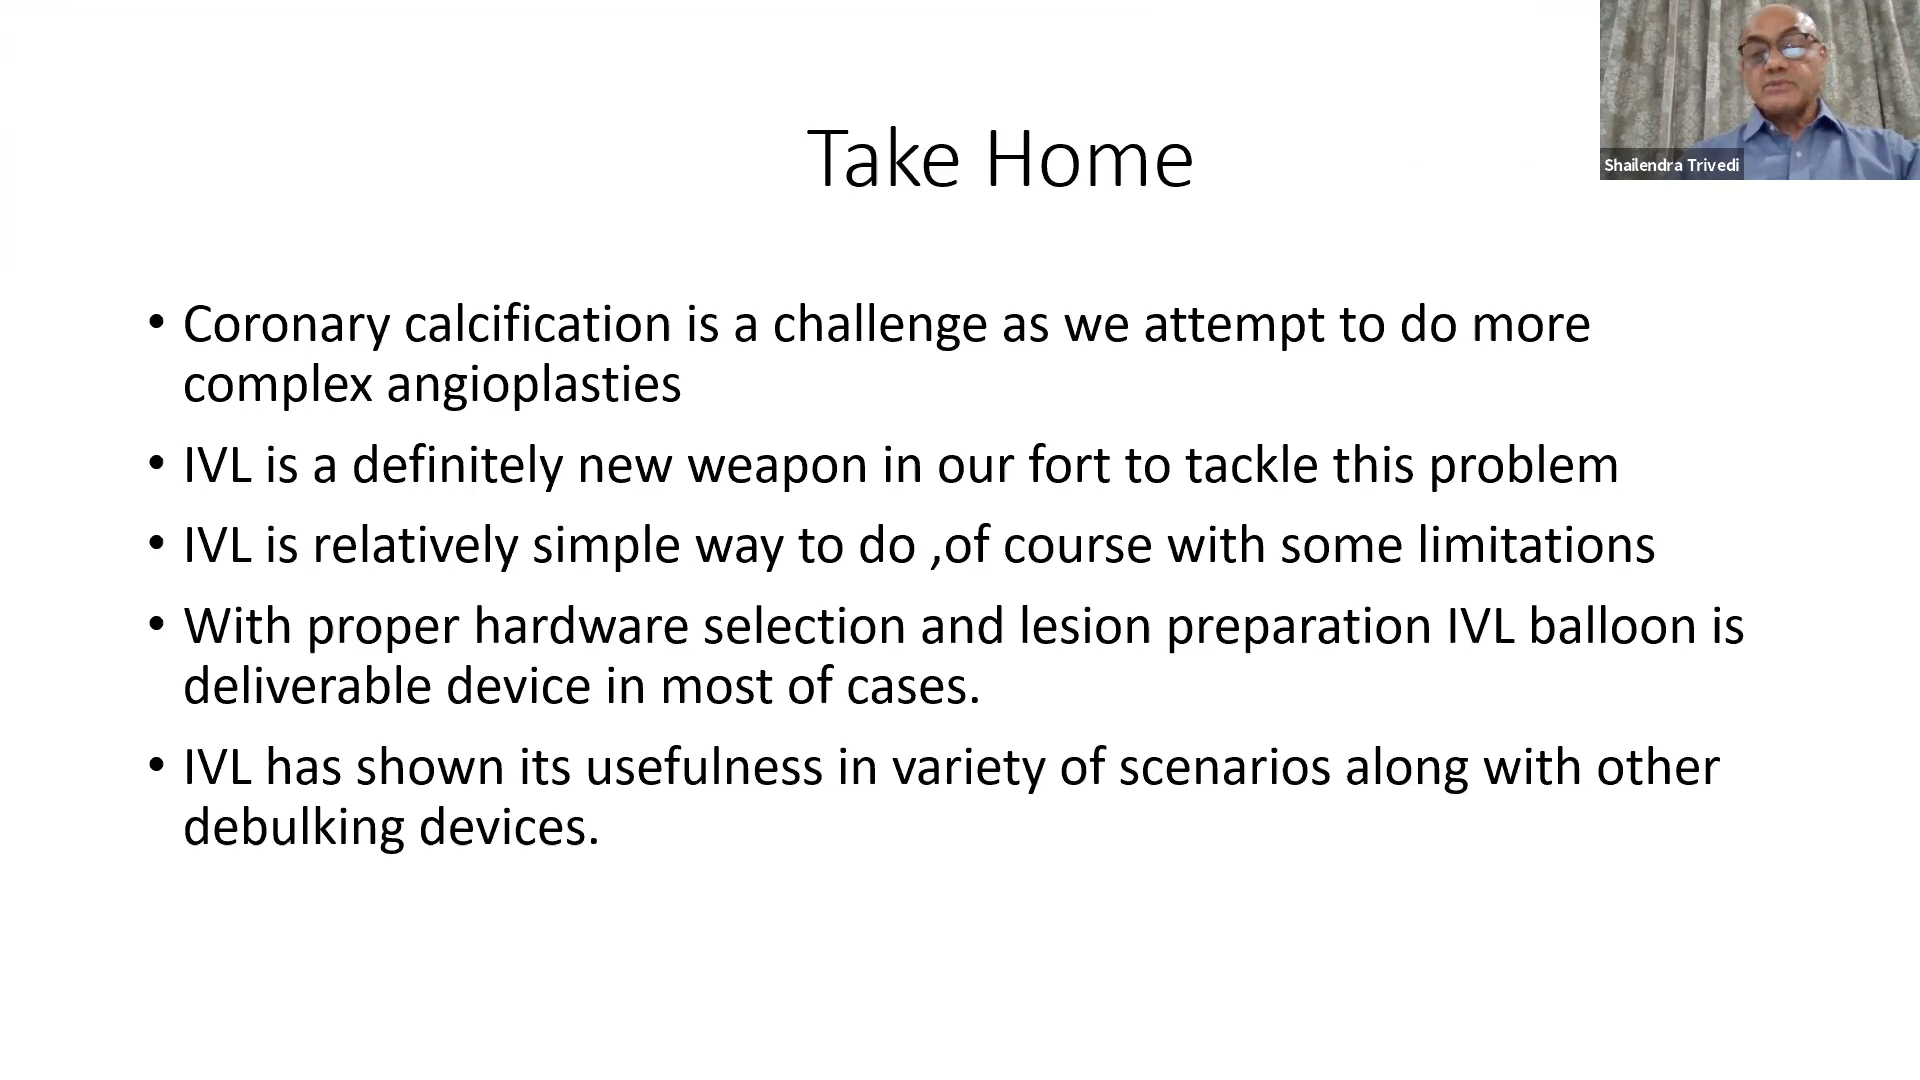 Take Home
Shailendra Trivedi
• Coronary calcification is a challenge as we attempt to do more
complex angioplasties
• IVL is a definitely new weapon in our fort to tackle this problem
• IVL is relatively simple way to do ,of course with some limitations
• With proper hardware selection and lesion preparation IVL balloon is
deliverable device in most of cases.
• IVL has shown its usefulness in variety of scenarios along with other
debulking devices.